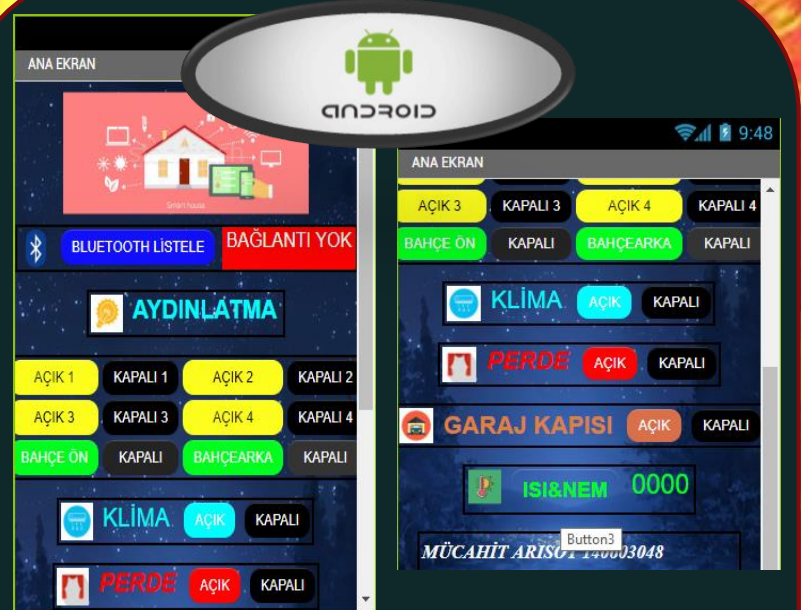 ANDROID
ANA EKRAN
Smart house
BLUETOOTH LİSTELE BAĞLANTI YOK
AYDINLATMA
AÇIK 1 KAPALI 1 AÇIK 2 KAPALI 2
AÇIK 3 KAPALI 3 AÇIK 4 KAPALI 4
BAHÇE ÖN KAPALI BAHÇEARKA KAPALI
KLİMA AÇIK KAPALI
PERDE AÇIK KAPALI
9:48
ANA EKRAN
AÇIK 3 KAPALI 3 AÇIK 4 KAPALI 4
BAHÇE ÖN KAPALI BAHÇEARKA KAPALI
KLİMA AÇIK KAPALI
PERDE AÇIK KAPALI
GARAJ KAPISI AÇIK KAPALI
ISI&NEM 0000
Button3
MÜCAHİT ARISOY 140603048